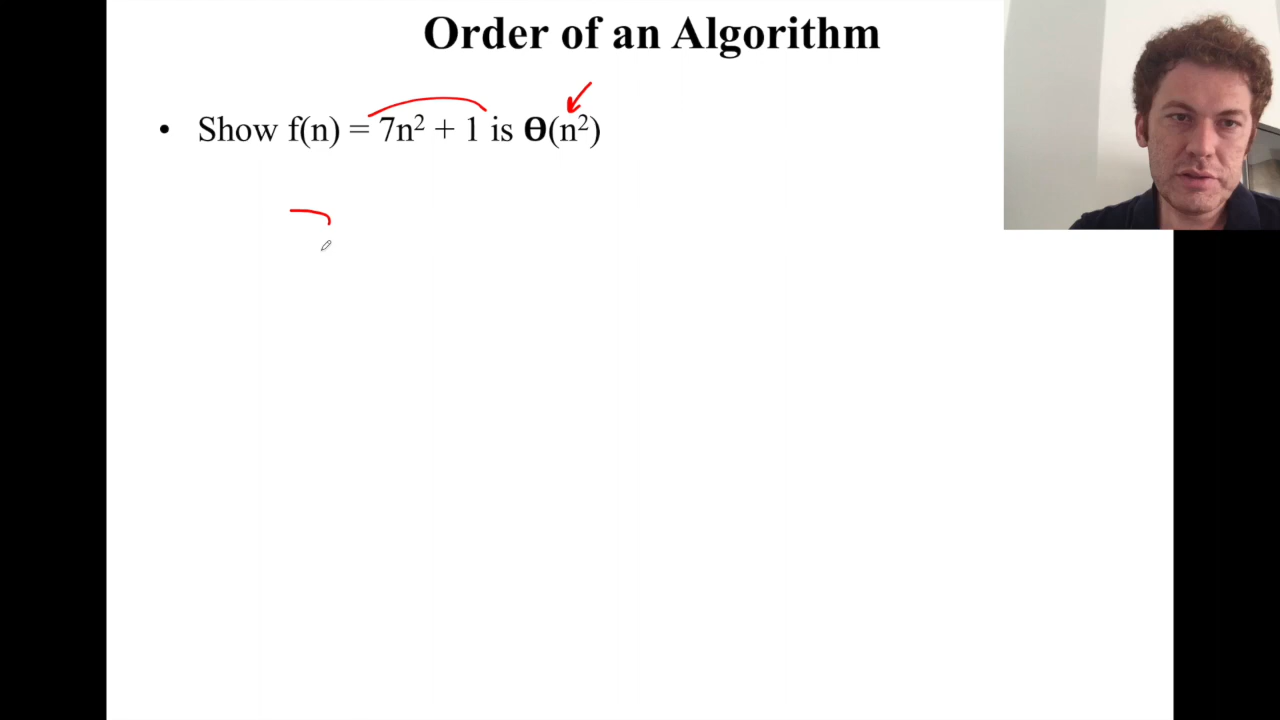 Order of an Algorithm
• Show f(n) = 7n² + 1 is Θ(n²)